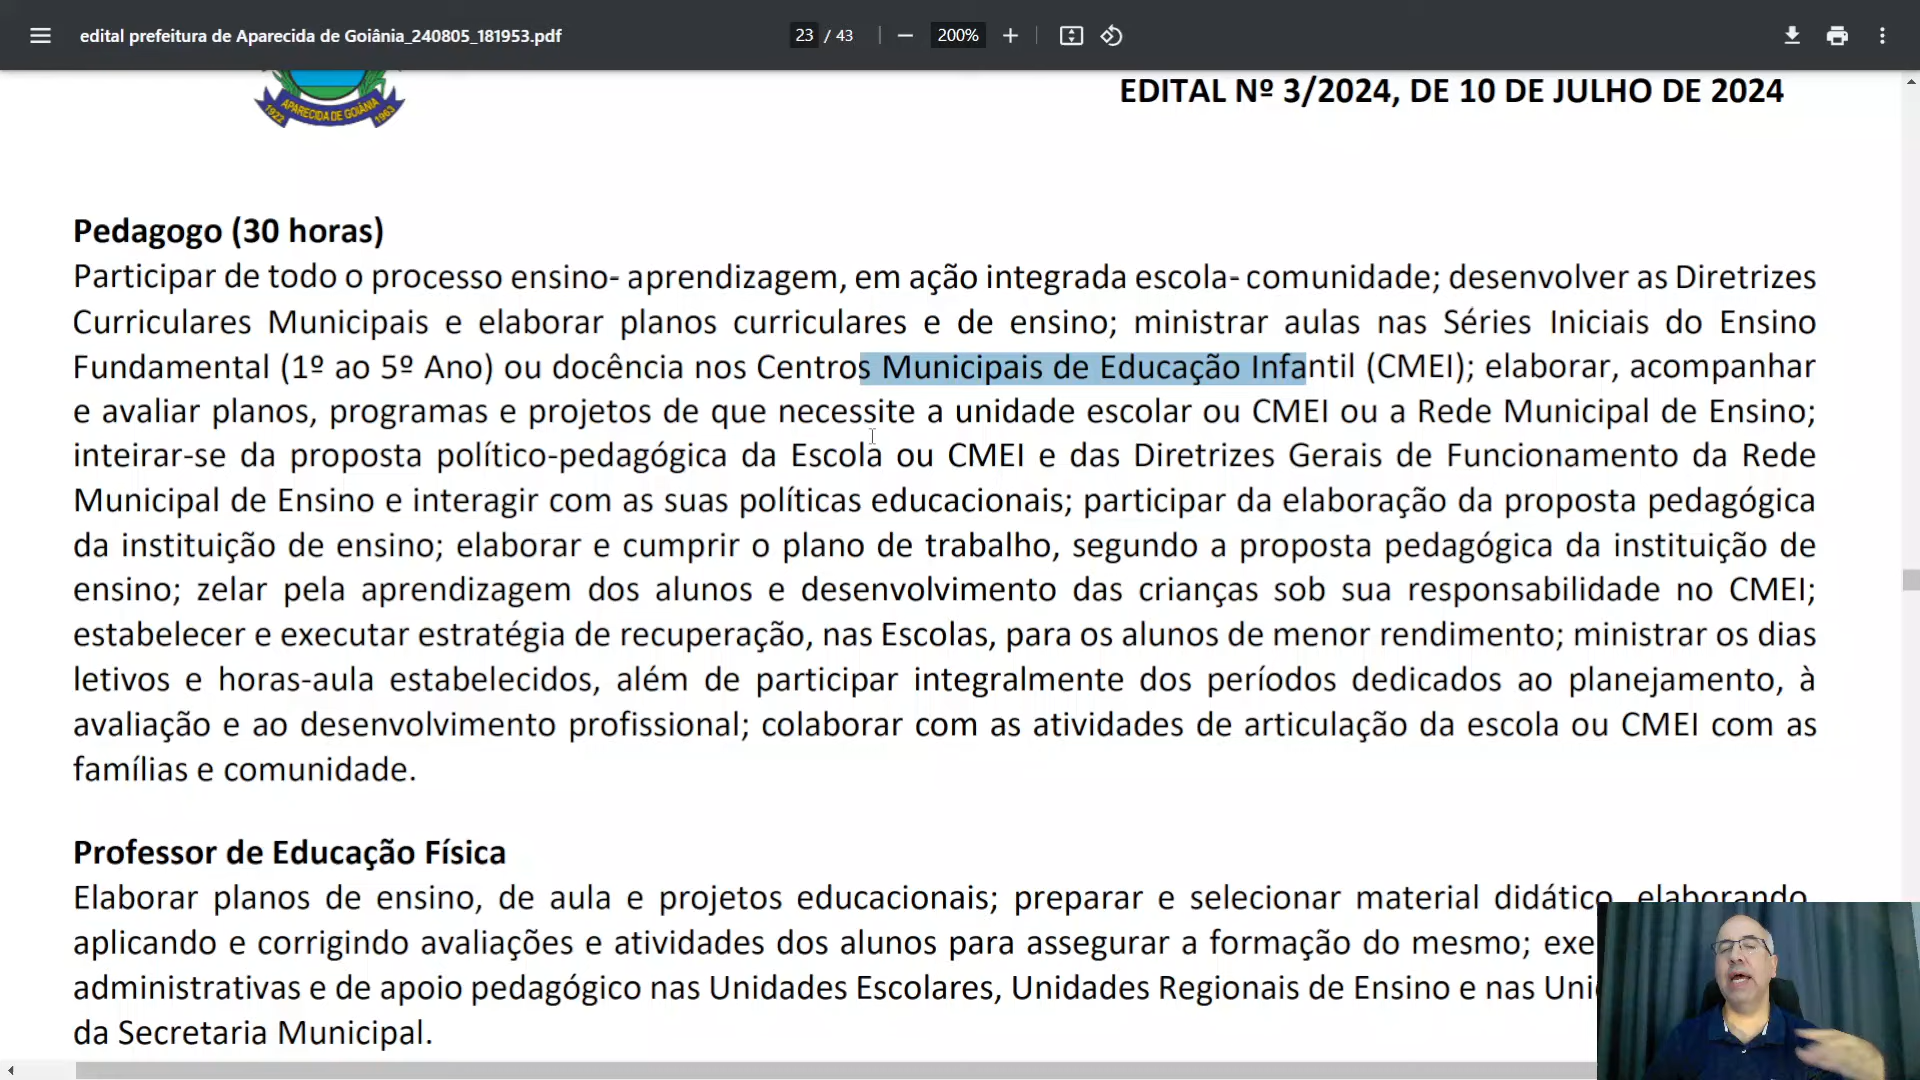 edital prefeitura de Aparecida de Goiânia_240805_181953.pdf
23 / 43
200%
APARECIDA DE GOIÂNIA
1922
1963
EDITAL Nº 3/2024, DE 10 DE JULHO DE 2024
Pedagogo (30 horas)
Participar de todo o processo ensino- aprendizagem, em ação integrada escola- comunidade; desenvolver as Diretrizes
Curriculares Municipais e elaborar planos curriculares e de ensino; ministrar aulas nas Séries Iniciais do Ensino
Fundamental (1º ao 5º Ano) ou docência nos Centros Municipais de Educação Infantil (CMEI); elaborar, acompanhar
e avaliar planos, programas e projetos de que necessite a unidade escolar ou CMEI ou a Rede Municipal de Ensino;
inteirar-se da proposta político-pedagógica da Escola ou CMEI e das Diretrizes Gerais de Funcionamento da Rede
Municipal de Ensino e interagir com as suas políticas educacionais; participar da elaboração da proposta pedagógica
da instituição de ensino; elaborar e cumprir o plano de trabalho, segundo a proposta pedagógica da instituição de
ensino; zelar pela aprendizagem dos alunos e desenvolvimento das crianças sob sua responsabilidade no CMEI;
estabelecer e executar estratégia de recuperação, nas Escolas, para os alunos de menor rendimento; ministrar os dias
letivos e horas-aula estabelecidos, além de participar integralmente dos períodos dedicados ao planejamento, à
avaliação e ao desenvolvimento profissional; colaborar com as atividades de articulação da escola ou CMEI com as
famílias e comunidade.
Professor de Educação Física
Elaborar planos de ensino, de aula e projetos educacionais; preparar e selecionar material didático, elaborando,
aplicando e corrigindo avaliações e atividades dos alunos para assegurar a formação do mesmo; exe
administrativas e de apoio pedagógico nas Unidades Escolares, Unidades Regionais de Ensino e nas Uni
da Secretaria Municipal.